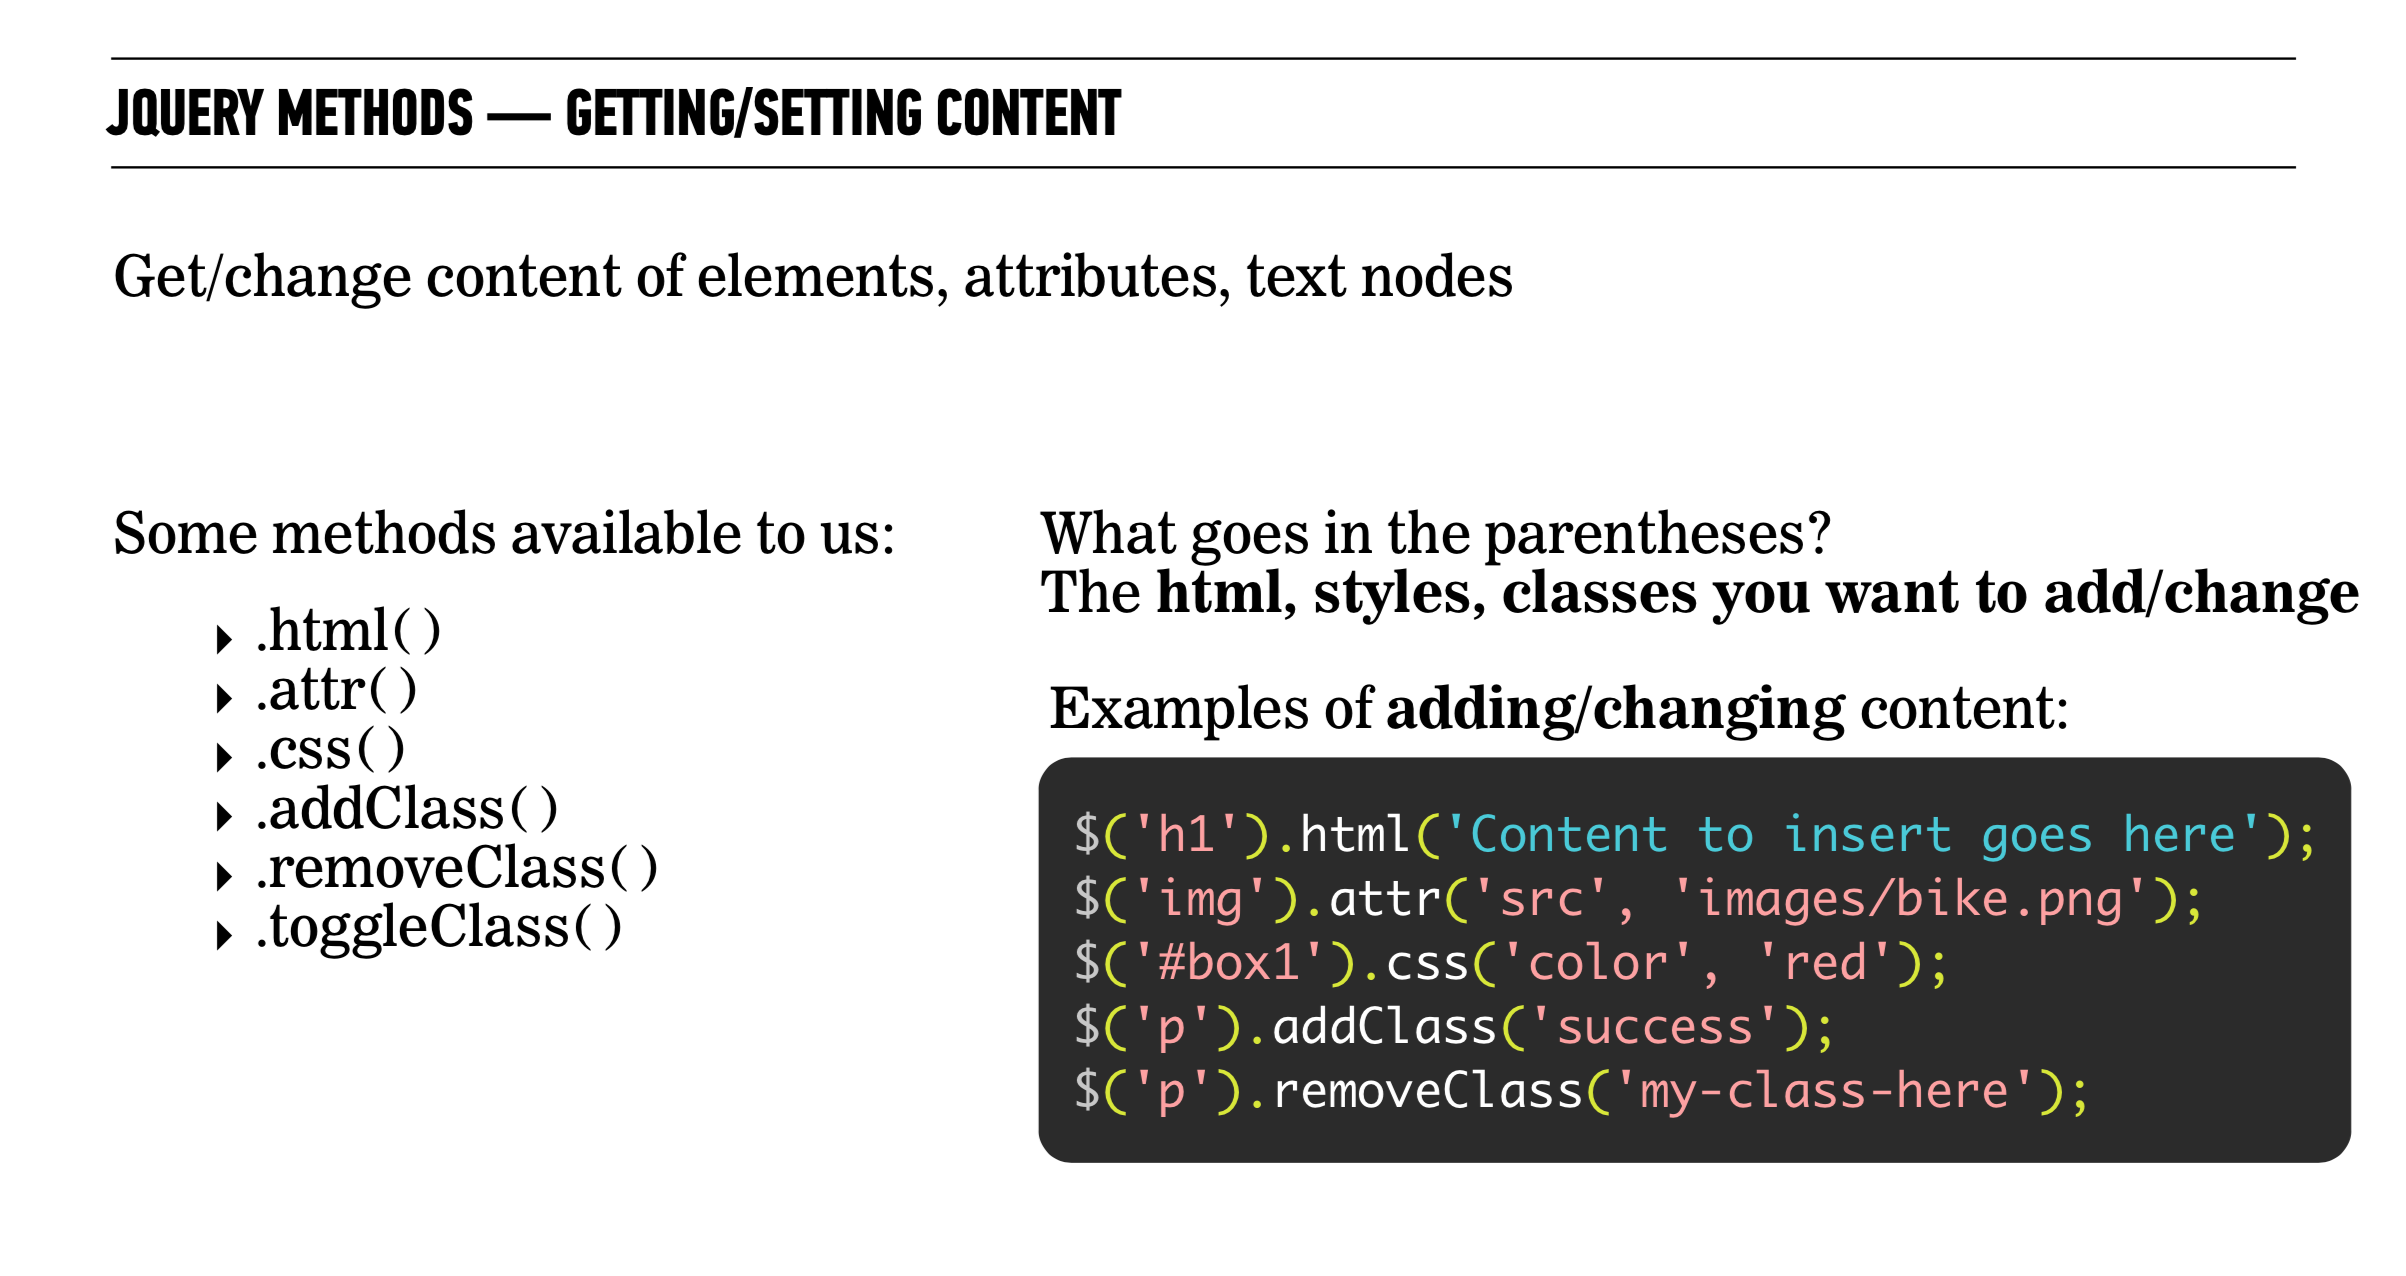 JQUERY METHODS — GETTING/SETTING CONTENT
Get/change content of elements, attributes, text nodes
Some methods available to us:
▸ .html( )
▸ .attr( )
▸ .css( )
▸ .addClass( )
▸ .removeClass( )
▸ .toggleClass( )
What goes in the parentheses?
The html, styles, classes you want to add/change
Examples of adding/changing content:
$('h1').html('Content to insert goes here');
$('img').attr('src', 'images/bike.png');
$('#box1').css('color', 'red');
$('p').addClass('success');
$('p').removeClass('my-class-here');